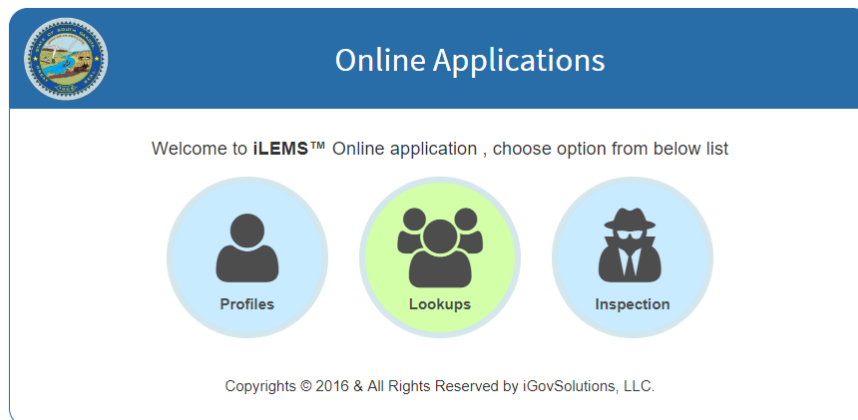 Online Applications
Welcome to iLEMS™ Online application , choose option from below list
Profiles
Lookups
Inspection
Copyrights © 2016 & All Rights Reserved by iGovSolutions, LLC.